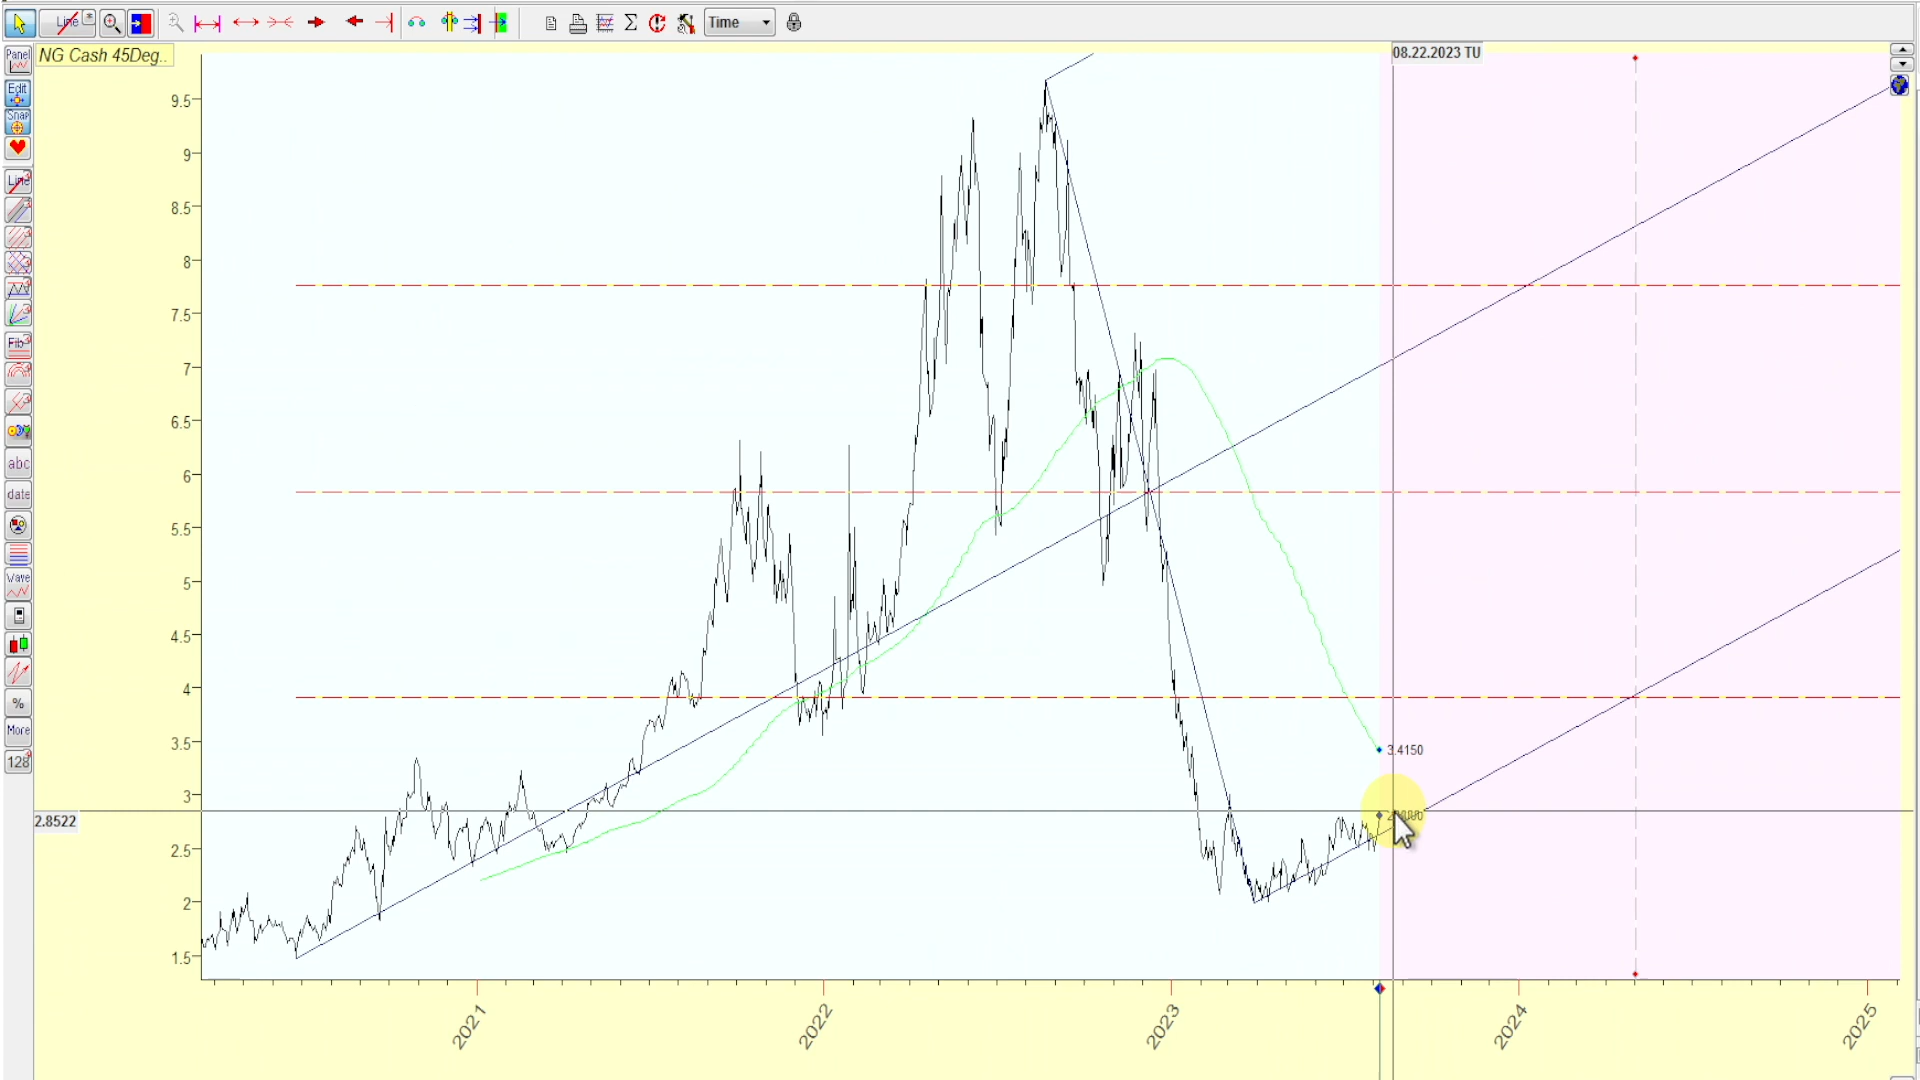 Line
Time
Panel
NG Cash 45Deg..
08.22.2023 TU
Edit
Snap
Line
Fib
abc
date
Wave
%
More
128
9.5
9
8.5
8
7.5
7
6.5
6
5.5
5
4.5
4
3.5
3
2.5
2
1.5
3.4150
2.8522
2021
2022
2023
2024
2025